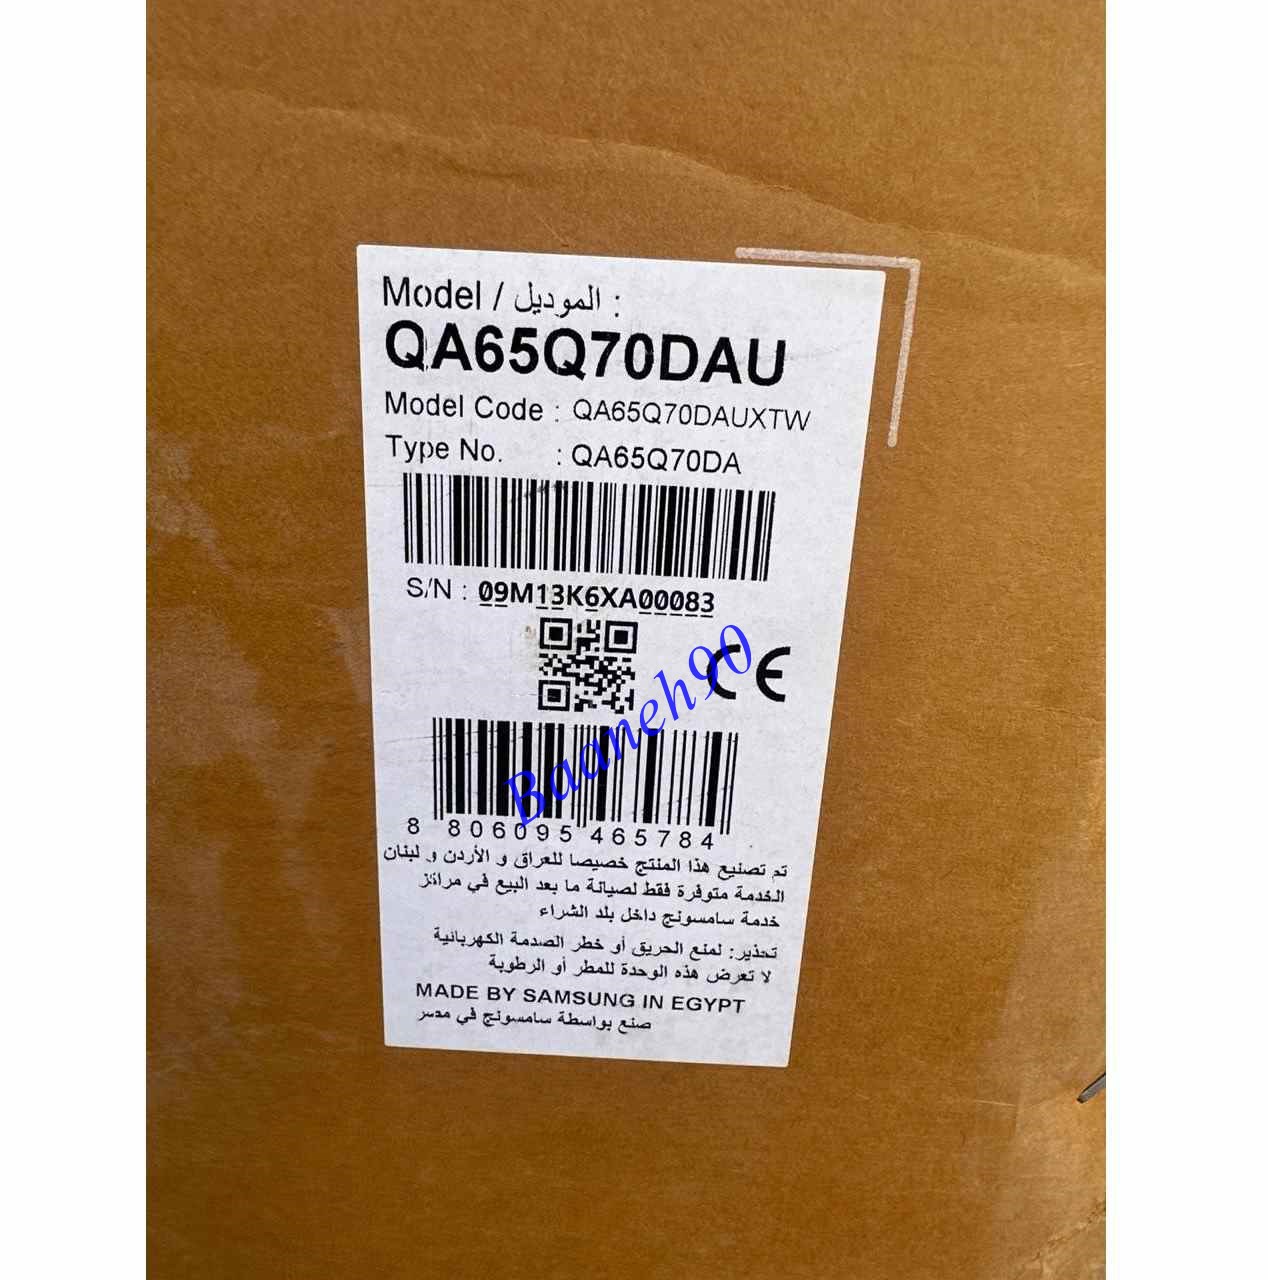 Model / الموديل :
QA65Q70DAU
Model Code : QA65Q70DAUXTW
Type No. : QA65Q70DA
S/N : 09M13K6XA00083
CE
Baaneh90
8 806095 465784
تم تصنيع هذا المنتج خصيصا للعراق و الأردن و لبنان
الخدمة متوفرة فقط لصيانة ما بعد البيع في مراكز
خدمة سامسونج داخل بلد الشراء
تحذير: لمنع الحريق أو خطر الصدمة الكهربائية
لا تعرض هذه الوحدة للمطر أو الرطوبة
MADE BY SAMSUNG IN EGYPT
صنع بواسطة سامسونج في مصر